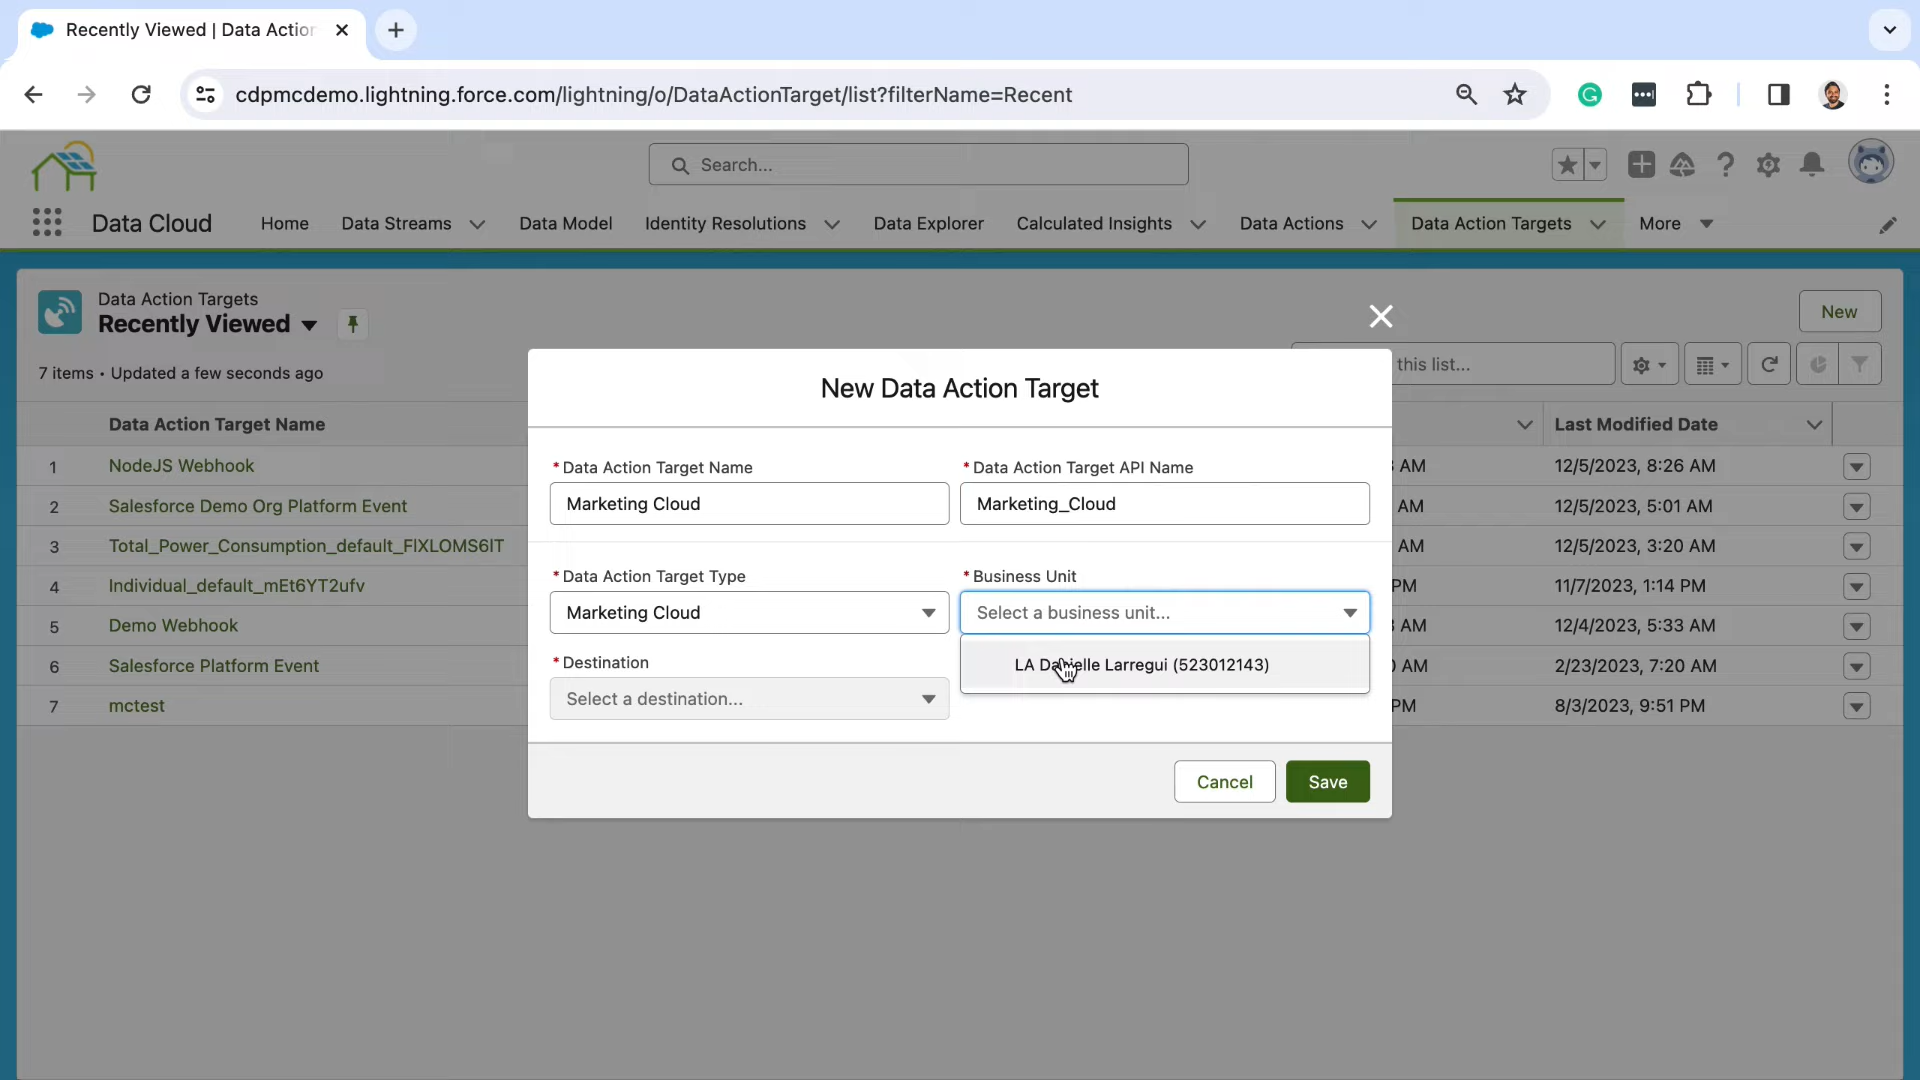 Recently Viewed | Data Action
cdpmcdemo.lightning.force.com/lightning/o/DataActionTarget/list?filterName=Recent
Search...
Data Cloud Home Data Streams Data Model Identity Resolutions Data Explorer Calculated Insights Data Actions Data Action Targets More
Data Action Targets
Recently Viewed
New
7 items • Updated a few seconds ago
this list...
Data Action Target Name Last Modified Date
1 NodeJS Webhook AM 12/5/2023, 8:26 AM
2 Salesforce Demo Org Platform Event AM 12/5/2023, 5:01 AM
3 Total_Power_Consumption_default_FIXLOMS6IT AM 12/5/2023, 3:20 AM
4 Individual_default_mEt6YT2ufv PM 11/7/2023, 1:14 PM
5 Demo Webhook AM 12/4/2023, 5:33 AM
6 Salesforce Platform Event AM 2/23/2023, 7:20 AM
7 mctest PM 8/3/2023, 9:51 PM
New Data Action Target
*Data Action Target Name *Data Action Target API Name
Marketing Cloud Marketing_Cloud
*Data Action Target Type *Business Unit
Marketing Cloud Select a business unit...
LA Danielle Larregui (523012143)
*Destination
Select a destination...
Cancel Save